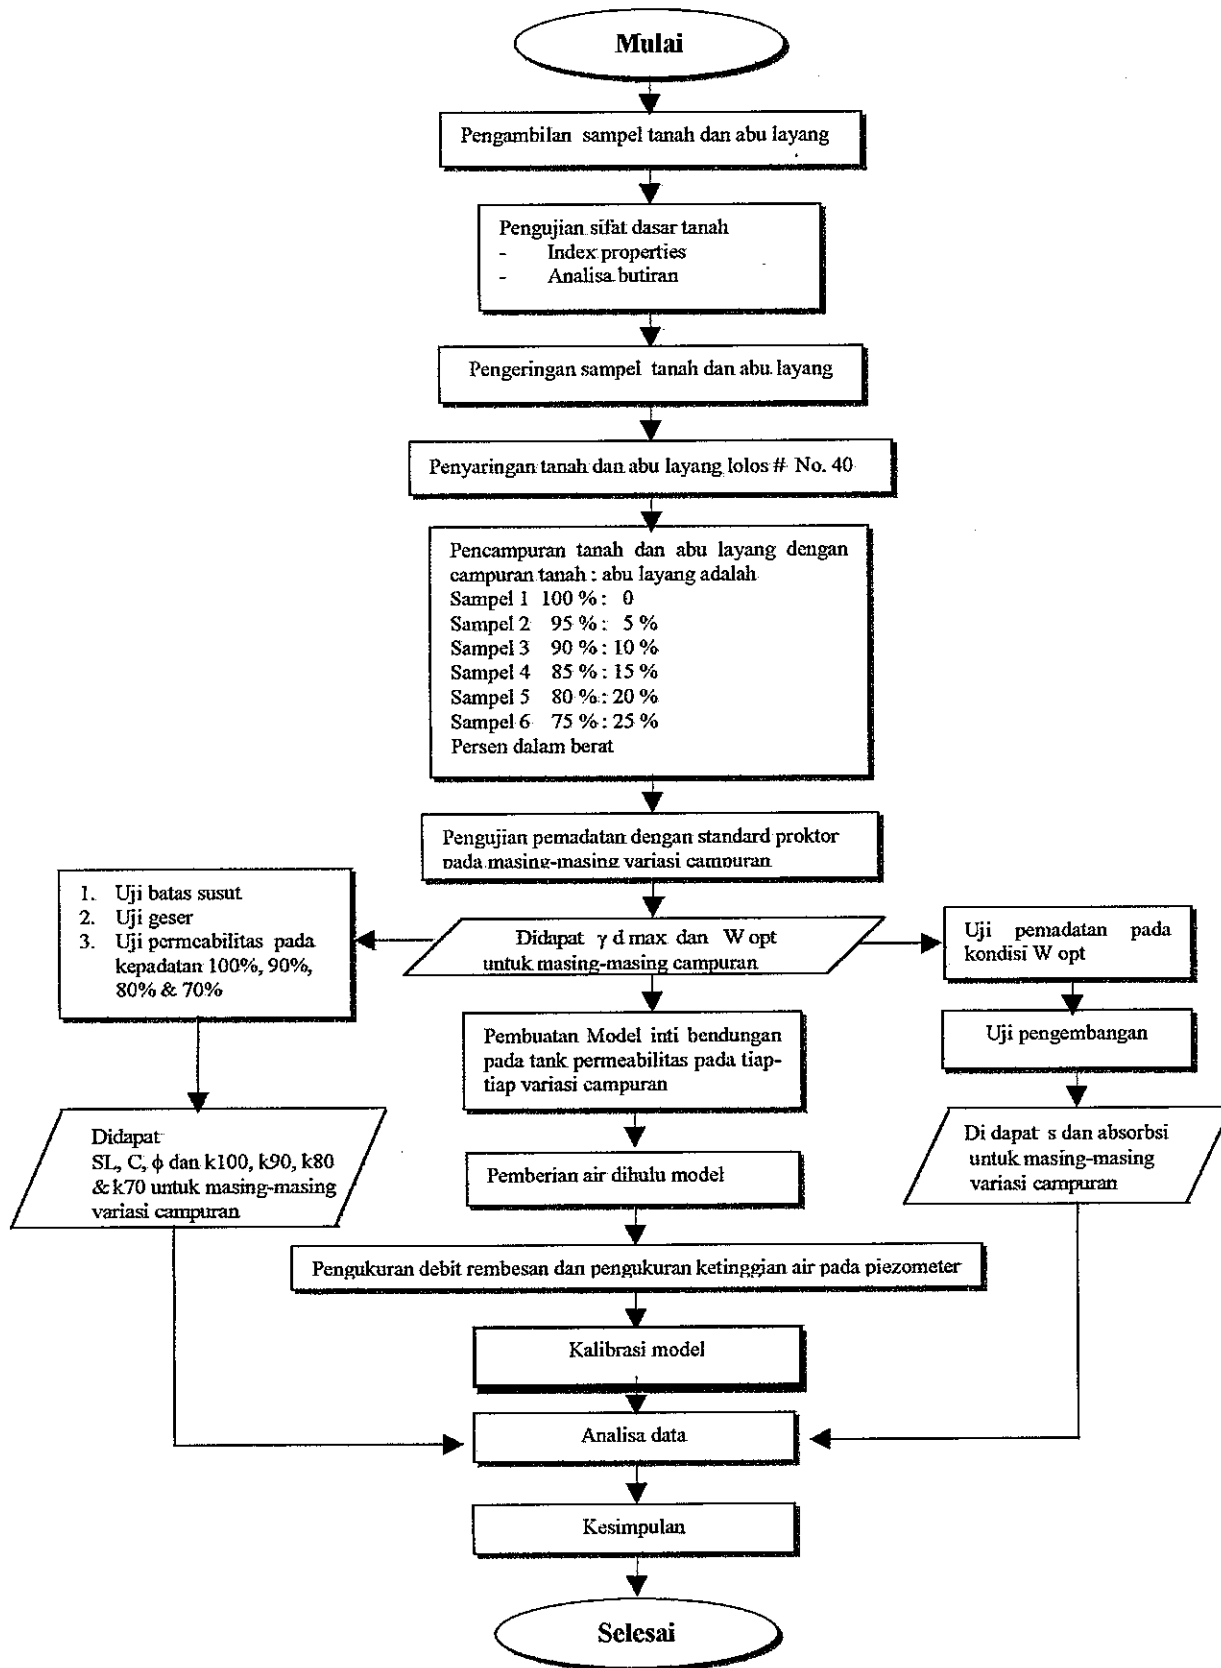 Mulai
Pengambilan sampel tanah dan abu layang
Pengujian sifat dasar tanah
- Index properties
- Analisa butiran
Pengeringan sampel tanah dan abu layang
Penyaringan tanah dan abu layang lolos # No. 40
Pencampuran tanah dan abu layang dengan
campuran tanah : abu layang adalah
Sampel 1 100 % : 0
Sampel 2 95 % : 5 %
Sampel 3 90 % : 10 %
Sampel 4 85 % : 15 %
Sampel 5 80 % : 20 %
Sampel 6 75 % : 25 %
Persen dalam berat
Pengujian pemadatan dengan standard proktor
pada masing-masing variasi campuran
1. Uji batas susut
2. Uji geser
3. Uji permeabilitas pada
kepadatan 100%, 90%,
80% & 70%
Didapat γ d max dan W opt
untuk masing-masing campuran
Uji pemadatan pada
kondisi W opt
Pembuatan Model inti bendungan
pada tank permeabilitas pada tiap-
tiap variasi campuran
Uji pengembangan
Didapat
SL, C, ϕ dan k100, k90, k80
& k70 untuk masing-masing
variasi campuran
Pemberian air dihulu model
Di dapat s dan absorbsi
untuk masing-masing
variasi campuran
Pengukuran debit rembesan dan pengukuran ketinggian air pada piezometer
Kalibrasi model
Analisa data
Kesimpulan
Selesai